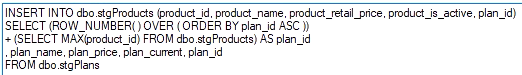 INSERT INTO dbo.stgProducts (product_id, product_name, product_retail_price, product_is_active, plan_id)
SELECT (ROW_NUMBER( ) OVER ( ORDER BY plan_id ASC ))
+ (SELECT MAX(product_id) FROM dbo.stgProducts) AS plan_id
, plan_name, plan_price, plan_current, plan_id
FROM dbo.stgPlans